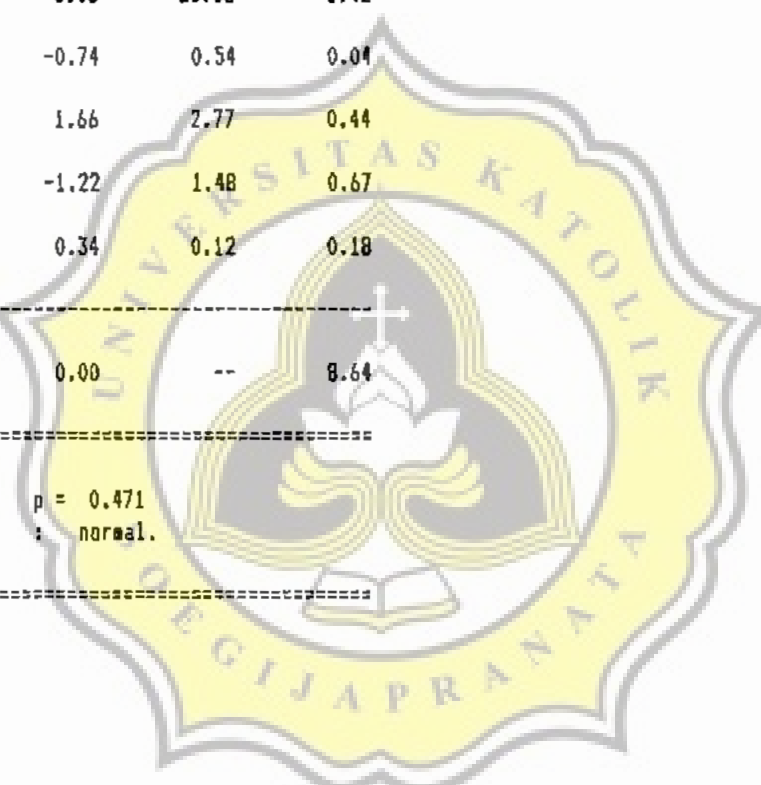 -0.74 0.54 0.04
1.66 2.77 0.44
-1.22 1.48 0.67
0.34 0.12 0.18
--------------------------------
0.00 -- 8.64
================================
p = 0.471
: normal.
================================
UNIVERSITAS KATOLIK
SOEGIJAPRANATA